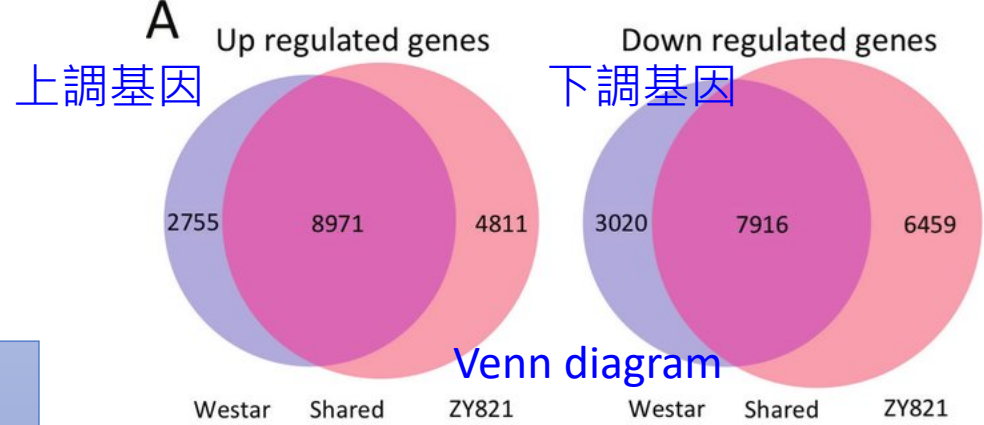 A
Up regulated genes
Down regulated genes
上調基因
下調基因
2755
8971
4811
3020
7916
6459
Venn diagram
Westar
Shared
ZY821
Westar
Shared
ZY821